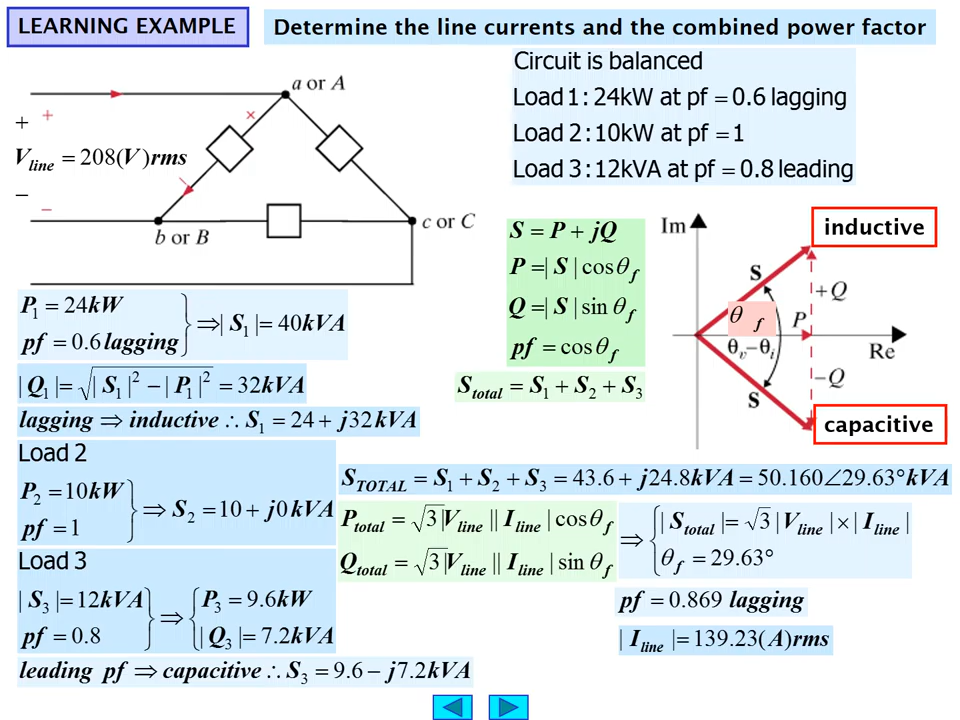 LEARNING EXAMPLE
Determine the line currents and the combined power factor
Circuit is balanced
Load 1: 24kW at pf = 0.6 lagging
Load 2: 10kW at pf = 1
Load 3: 12kVA at pf = 0.8 leading
a or A
+ +
V_line = 208(V)rms
− −
b or B
c or C
S = P + jQ
P =| S | cosθ_f
Q =| S | sin θ_f
pf = cosθ_f
S_total = S_1 + S_2 + S_3
Im
inductive
S
+Q
θ_f
P
Re
θ_v − θ_i
−Q
S
capacitive
P_1 = 24kW
pf = 0.6 lagging } ⇒| S_1 |= 40kVA
| Q_1 |= √(| S_1 |² − | P_1 |²) = 32kVA
lagging ⇒ inductive ∴ S_1 = 24 + j32 kVA
Load 2
P_2 = 10kW
pf = 1 } ⇒ S_2 = 10 + j0 kVA
Load 3
| S_3 |= 12kVA
pf = 0.8 } ⇒ { P_3 = 9.6kW
| Q_3 |= 7.2kVA
leading pf ⇒ capacitive ∴ S_3 = 9.6 − j7.2 kVA
S_TOTAL = S_1 + S_2 + S_3 = 43.6 + j24.8kVA = 50.160∠29.63°kVA
P_total = √3 | V_line || I_line | cosθ_f
Q_total = √3 | V_line || I_line | sin θ_f
⇒ { | S_total |= √3 | V_line | × | I_line |
θ_f = 29.63°
pf = 0.869 lagging
| I_line |= 139.23(A)rms